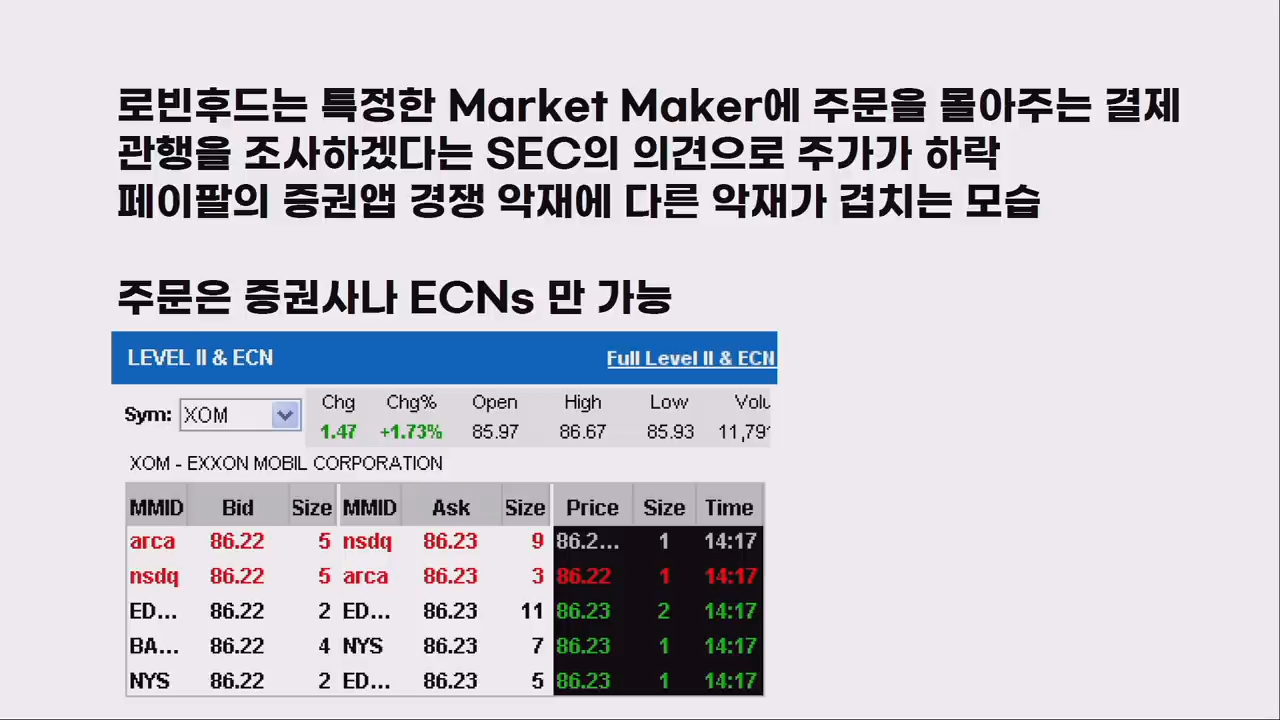 로빈후드는 특정한 Market Maker에 주문을 몰아주는 결제
관행을 조사하겠다는 SEC의 의견으로 주가가 하락
페이팔의 증권앱 경쟁 악재에 다른 악재가 겹치는 모습
주문은 증권사나 ECNs 만 가능
LEVEL II & ECN Full Level II & ECN
Sym: XOM Chg Chg% Open High Low Volu
1.47 +1.73% 85.97 86.67 85.93 11,791
XOM - EXXON MOBIL CORPORATION
MMID Bid Size MMID Ask Size Price Size Time
arca 86.22 5 nsdq 86.23 9 86.2... 1 14:17
nsdq 86.22 5 arca 86.23 3 86.22 1 14:17
ED... 86.22 2 ED... 86.23 11 86.23 2 14:17
BA... 86.22 4 NYS 86.23 7 86.23 1 14:17
NYS 86.22 2 ED... 86.23 5 86.23 1 14:17